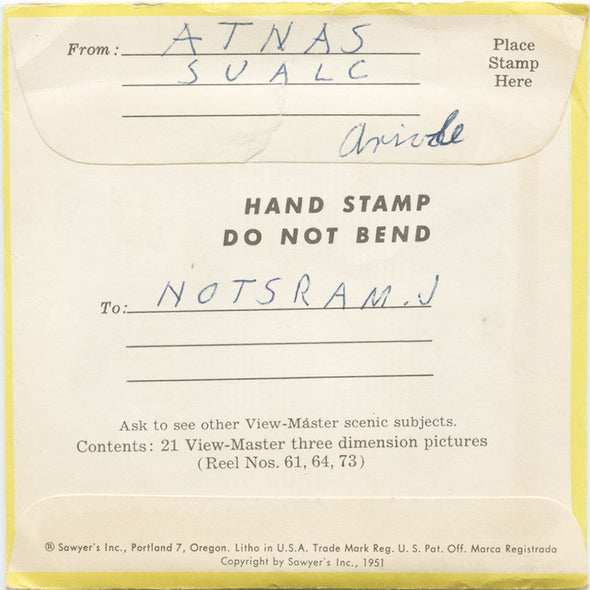 From: ATNAS
SUALC
Place
Stamp
Here
HAND STAMP
DO NOT BEND
To: NOTSRAM.J
Ask to see other View-Master scenic subjects.
Contents: 21 View-Master three dimension pictures
(Reel Nos. 61, 64, 73)
® Sawyer's Inc., Portland 7, Oregon. Litho in U.S.A. Trade Mark Reg. U. S. Pat. Off. Marca Registrada
Copyright by Sawyer's Inc., 1951